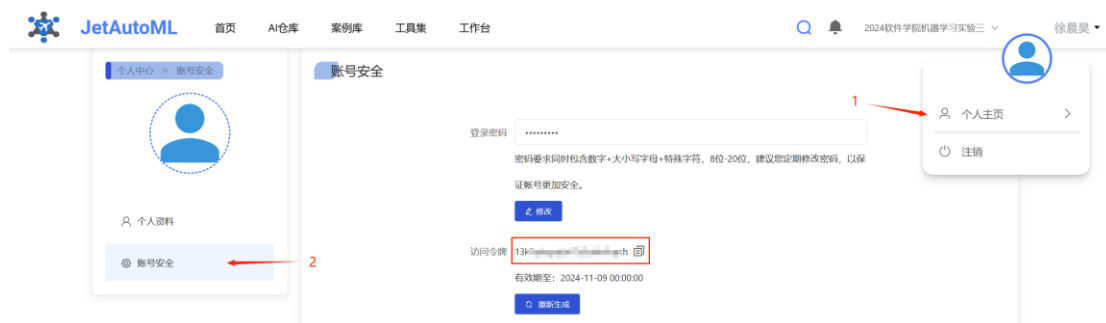 JetAutoML 首页 AI仓库 案例库 工具集 工作台 2024软件学院机器学习实验三 徐晨昊
个人中心 » 账号安全
账号安全
1
个人主页
注销
登录密码 •••••••••
密码要求同时包含数字+大小写字母+特殊字符，8位-20位，建议您定期修改密码，以保
证帐号更加安全。
修改
个人资料
访问令牌 13k ch
账号安全
2
有效期至：2024-11-09 00:00:00
重新生成